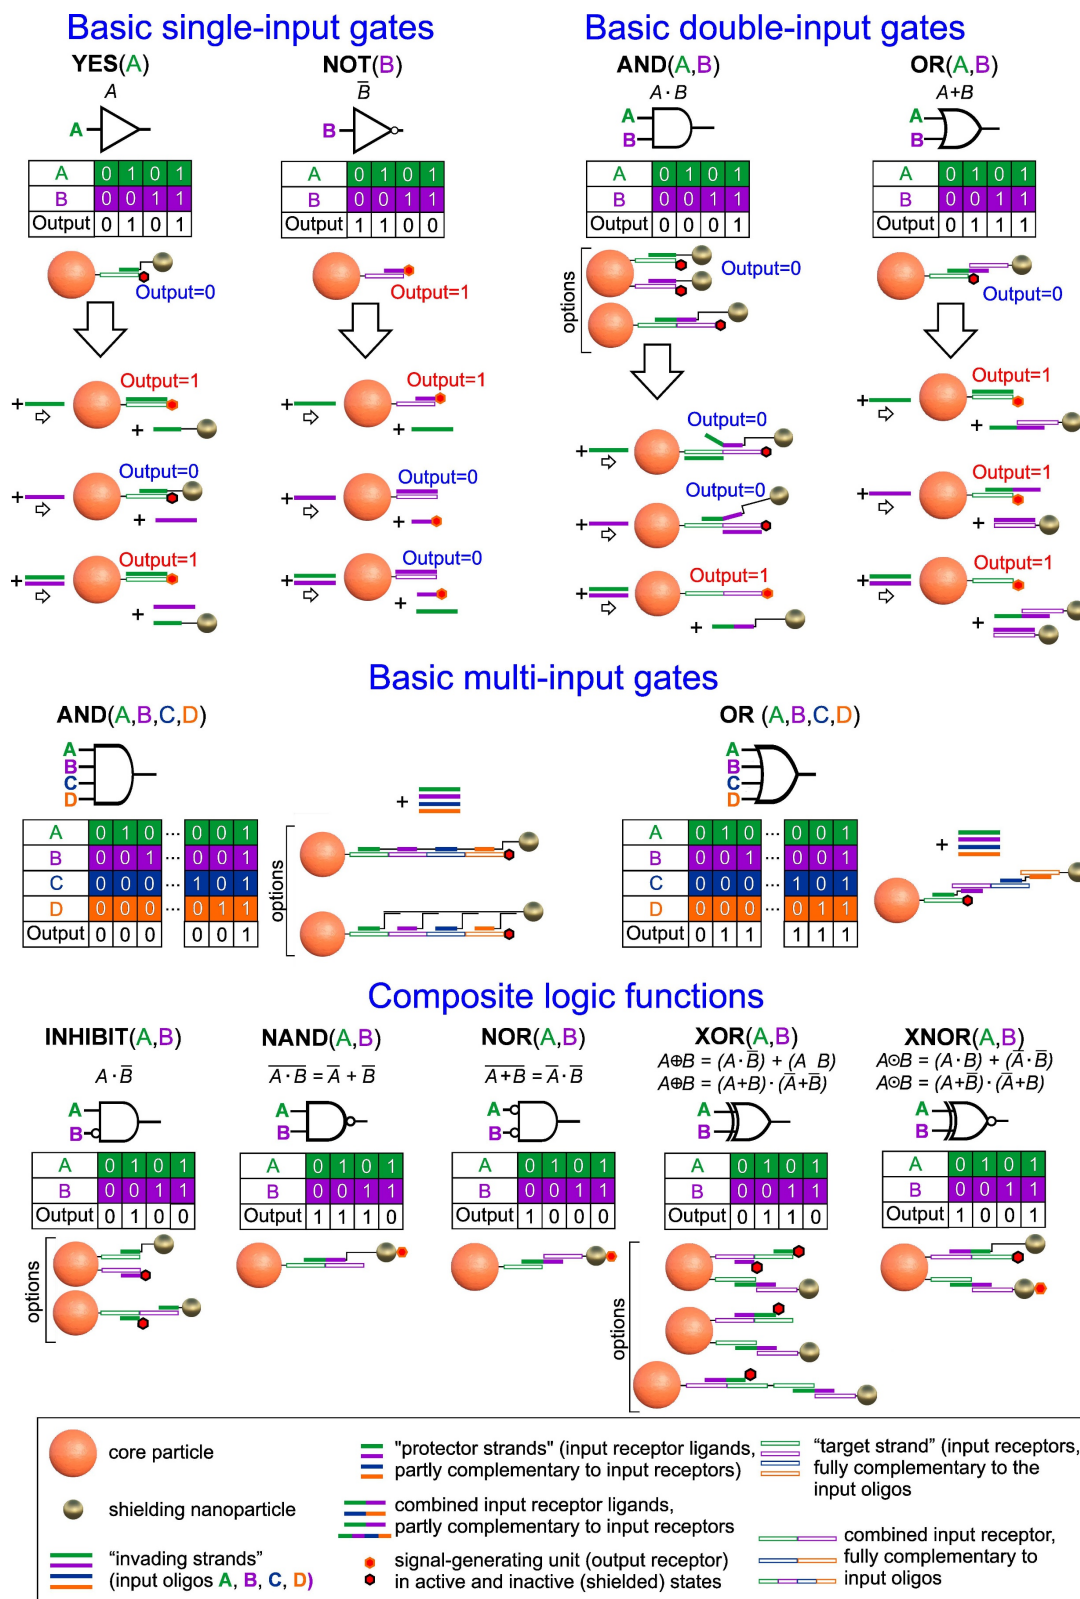 Basic single-input gates
Basic double-input gates
YES(A)
A
A
A 0 1 0 1
B 0 0 1 1
Output 0 1 0 1
Output=0
+
Output=1
+
+
Output=0
+
+
Output=1
+
NOT(B)
B̅
B
A 0 1 0 1
B 0 0 1 1
Output 1 1 0 0
Output=1
+
Output=1
+
+
Output=0
+
+
Output=0
+
AND(A,B)
A · B
A
B
A 0 1 0 1
B 0 0 1 1
Output 0 0 0 1
options
Output=0
+
Output=0
+
Output=0
+
Output=1
+
OR(A,B)
A+B
A
B
A 0 1 0 1
B 0 0 1 1
Output 0 1 1 1
Output=0
+
Output=1
+
+
Output=1
+
+
Output=1
+
Basic multi-input gates
AND(A,B,C,D)
A
B
C
D
A 0 1 0 ... 0 0 1
B 0 0 1 ... 0 0 1
C 0 0 0 ... 1 0 1
D 0 0 0 ... 0 1 1
Output 0 0 0 0 0 1
+
options
OR (A,B,C,D)
A
B
C
D
A 0 1 0 ... 0 0 1
B 0 0 1 ... 0 0 1
C 0 0 0 ... 1 0 1
D 0 0 0 ... 0 1 1
Output 0 1 1 1 1 1
+
Composite logic functions
INHIBIT(A,B)
A · B̅
A
B
A 0 1 0 1
B 0 0 1 1
Output 0 1 0 0
options
NAND(A,B)
A̅ ̅·̅ ̅B̅ = A̅ + B̅
A
B
A 0 1 0 1
B 0 0 1 1
Output 1 1 1 0
NOR(A,B)
A̅+̅B̅ = A̅ · B̅
A
B
A 0 1 0 1
B 0 0 1 1
Output 1 0 0 0
XOR(A,B)
A⊕B = (A · B̅) + (A B)
A⊕B = (A+B) · (A̅+B̅)
A
B
A 0 1 0 1
B 0 0 1 1
Output 0 1 1 0
options
XNOR(A,B)
A⊙B = (A · B) + (A̅ · B̅)
A⊙B = (A+B̅) · (A̅+B)
A
B
A 0 1 0 1
B 0 0 1 1
Output 1 0 0 1
core particle
shielding nanoparticle
"invading strands"
(input oligos A, B, C, D)
"protector strands" (input receptor ligands,
partly complementary to input receptors)
combined input receptor ligands,
partly complementary to input receptors
signal-generating unit (output receptor)
in active and inactive (shielded) states
"target strand" (input receptors,
fully complementary to the
input oligos
combined input receptor,
fully complementary to
input oligos